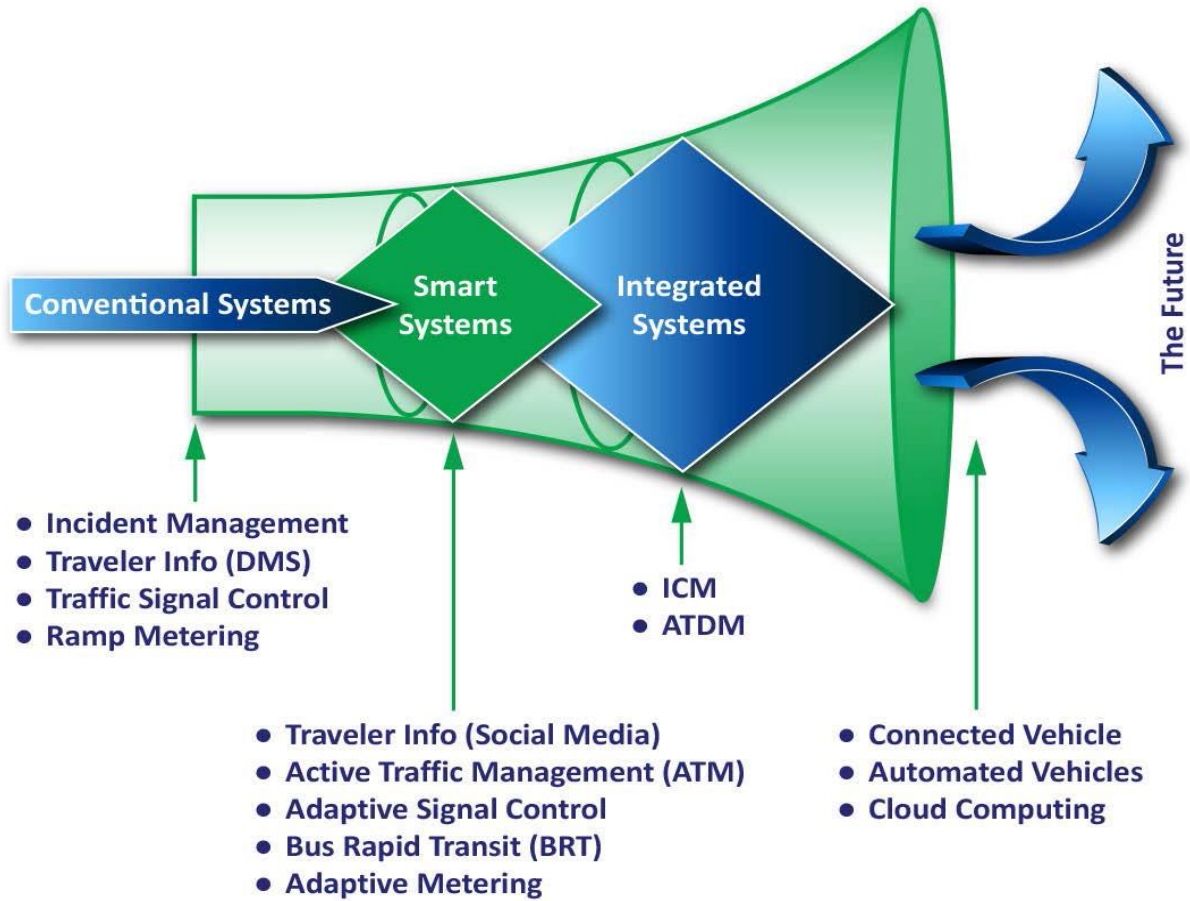 Conventional Systems
Smart
Systems
Integrated
Systems
The Future
● Incident Management
● Traveler Info (DMS)
● Traffic Signal Control
● Ramp Metering
● Traveler Info (Social Media)
● Active Traffic Management (ATM)
● Adaptive Signal Control
● Bus Rapid Transit (BRT)
● Adaptive Metering
● ICM
● ATDM
● Connected Vehicle
● Automated Vehicles
● Cloud Computing